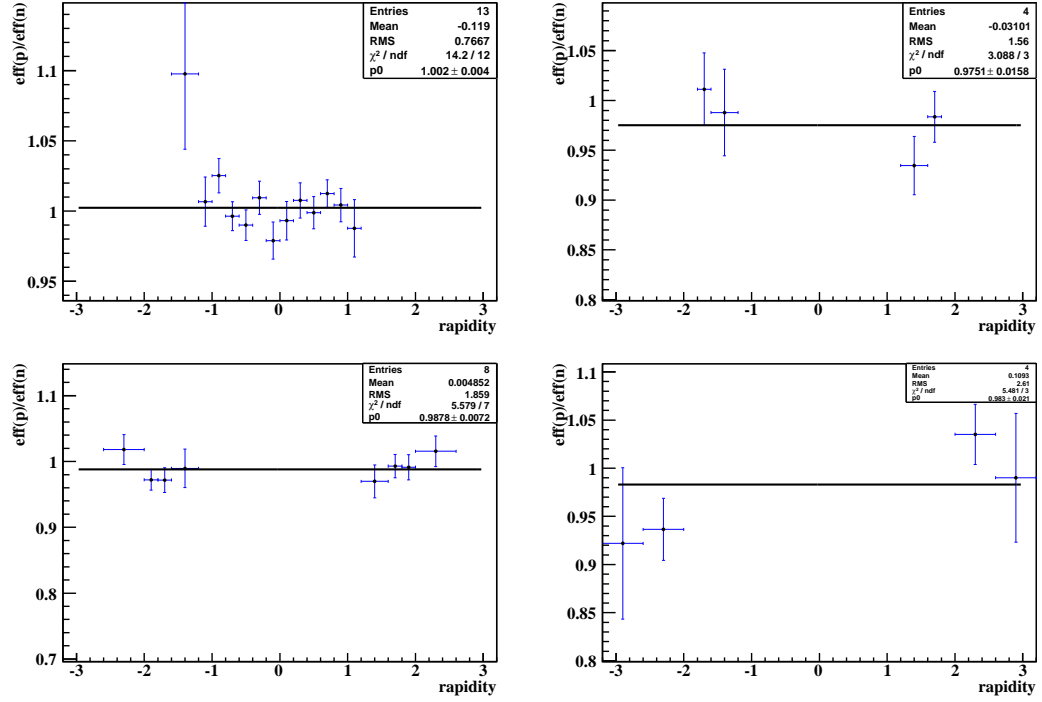 eff(p)/eff(n)
Entries 13
Mean -0.119
RMS 0.7667
χ² / ndf 14.2 / 12
p0 1.002 ± 0.004
1.1
1.05
1
0.95
-3 -2 -1 0 1 2 3
rapidity
eff(p)/eff(n)
Entries 4
Mean -0.03101
RMS 1.56
χ² / ndf 3.088 / 3
p0 0.9751 ± 0.0158
1.05
1
0.95
0.9
0.85
0.8
-3 -2 -1 0 1 2 3
rapidity
eff(p)/eff(n)
Entries 8
Mean 0.004852
RMS 1.859
χ² / ndf 5.579 / 7
p0 0.9878 ± 0.0072
1.1
1
0.9
0.8
0.7
-3 -2 -1 0 1 2 3
rapidity
eff(p)/eff(n)
Entries 4
Mean 0.1093
RMS 2.61
χ² / ndf 5.481 / 3
p0 0.983 ± 0.021
1.1
1.05
1
0.95
0.9
0.85
0.8
-3 -2 -1 0 1 2 3
rapidity